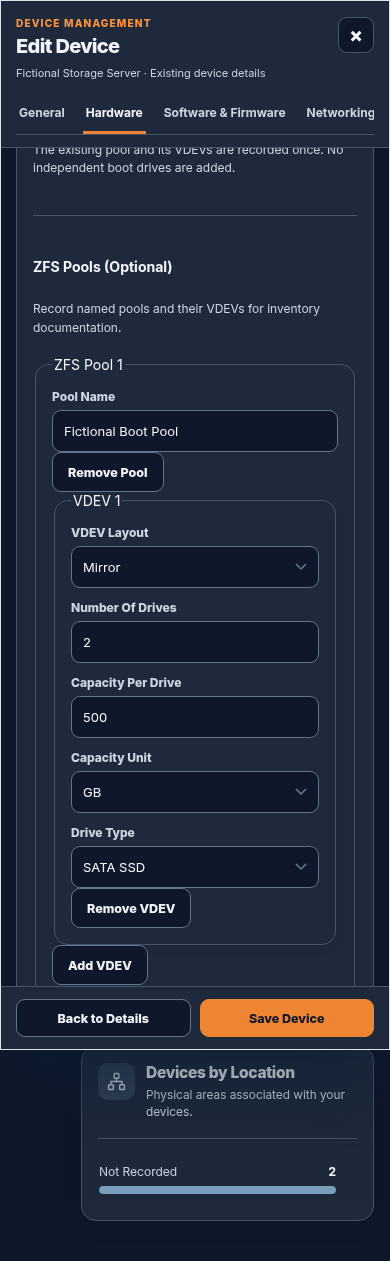 DEVICE MANAGEMENT
Edit Device
Fictional Storage Server · Existing device details
General Hardware Software & Firmware Networking
The existing pool and its VDEVs are recorded once. No
independent boot drives are added.
ZFS Pools (Optional)
Record named pools and their VDEVs for inventory
documentation.
ZFS Pool 1
Pool Name
Fictional Boot Pool
Remove Pool
VDEV 1
VDEV Layout
Mirror
Number Of Drives
2
Capacity Per Drive
500
Capacity Unit
GB
Drive Type
SATA SSD
Remove VDEV
Add VDEV
Back to Details Save Device
Devices by Location
Physical areas associated with your
devices.
Not Recorded 2